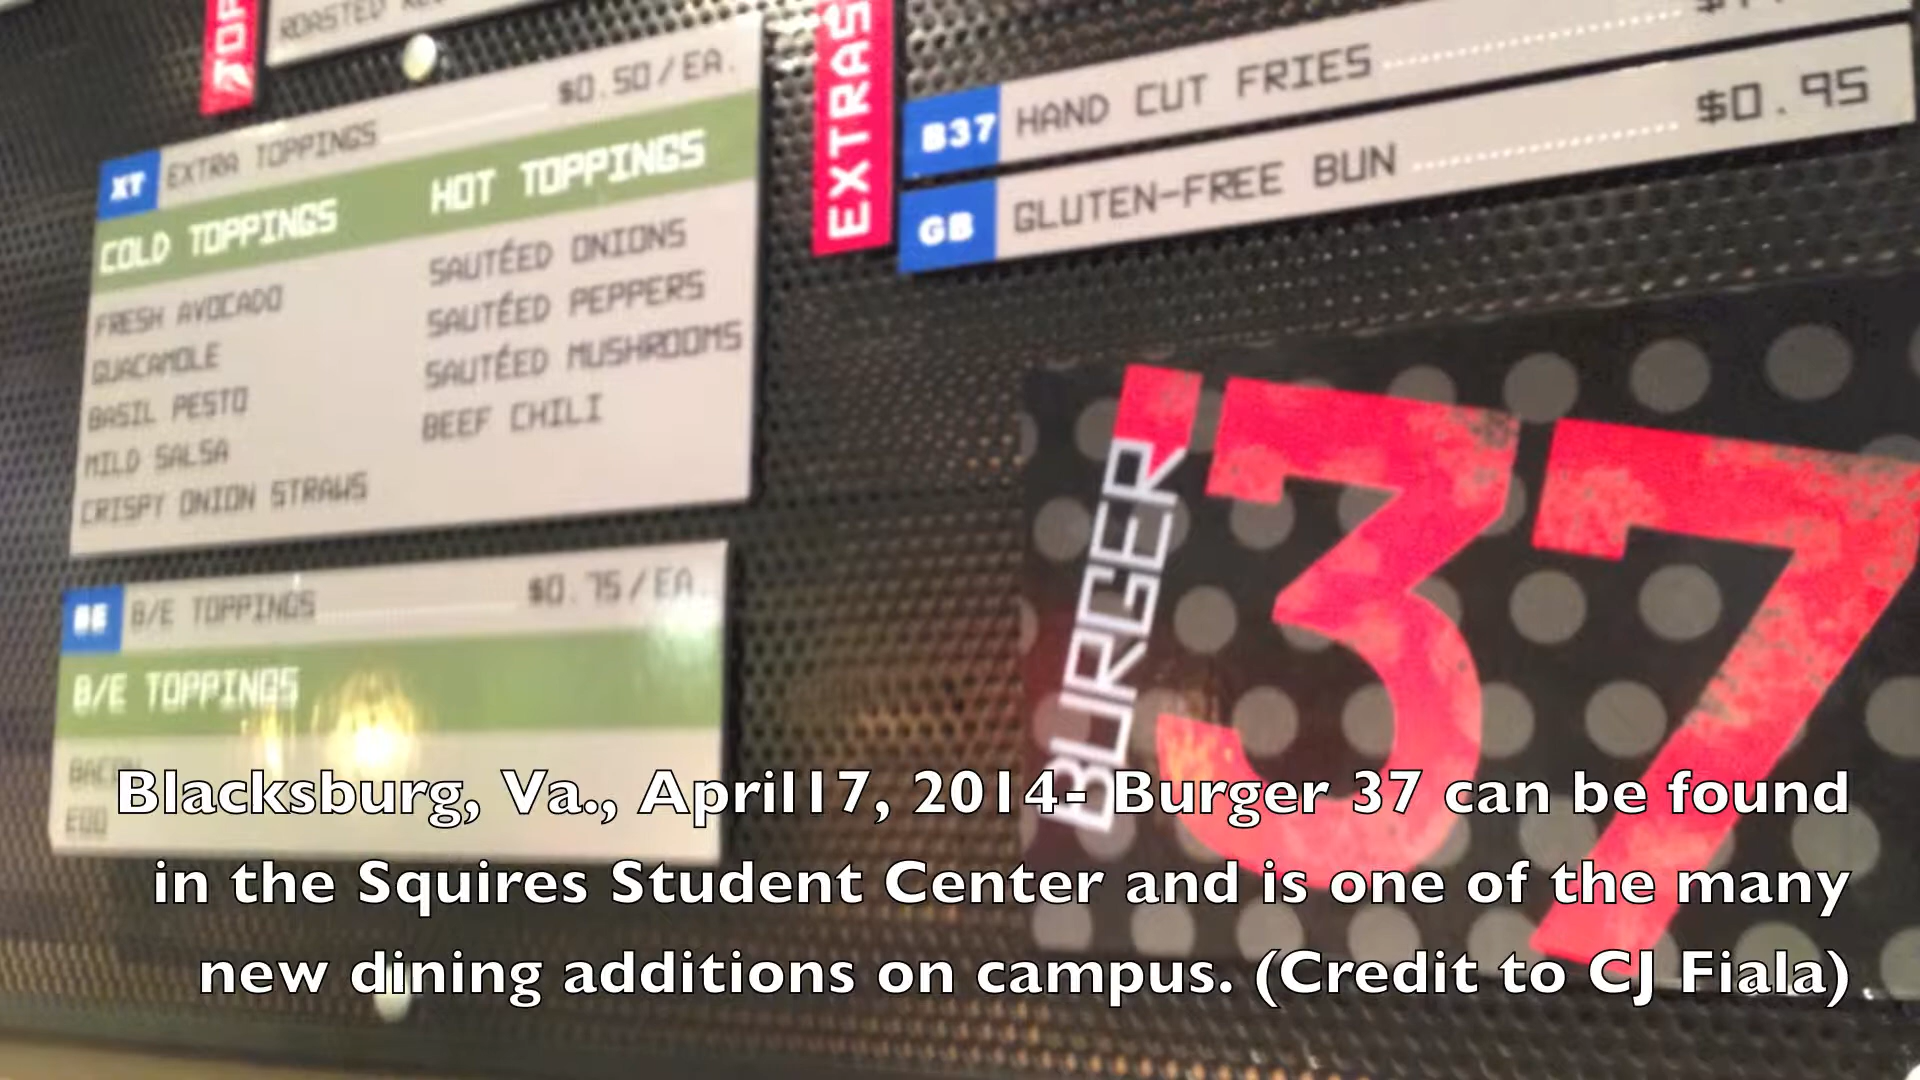 TOP
ROASTED
XT EXTRA TOPPINGS $0.50/EA.
COLD TOPPINGS HOT TOPPINGS
FRESH AVOCADO
GUACAMOLE
BASIL PESTO
MILD SALSA
CRISPY ONION STRAWS
SAUTÉED ONIONS
SAUTÉED PEPPERS
SAUTÉED MUSHROOMS
BEEF CHILI
BE B/E TOPPINGS $0.75/EA.
B/E TOPPINGS
BACON
EGG
EXTRAS
B37 HAND CUT FRIES
GB GLUTEN-FREE BUN $0.95
BURGER '37
Blacksburg, Va., April17, 2014- Burger 37 can be found
in the Squires Student Center and is one of the many
new dining additions on campus. (Credit to CJ Fiala)